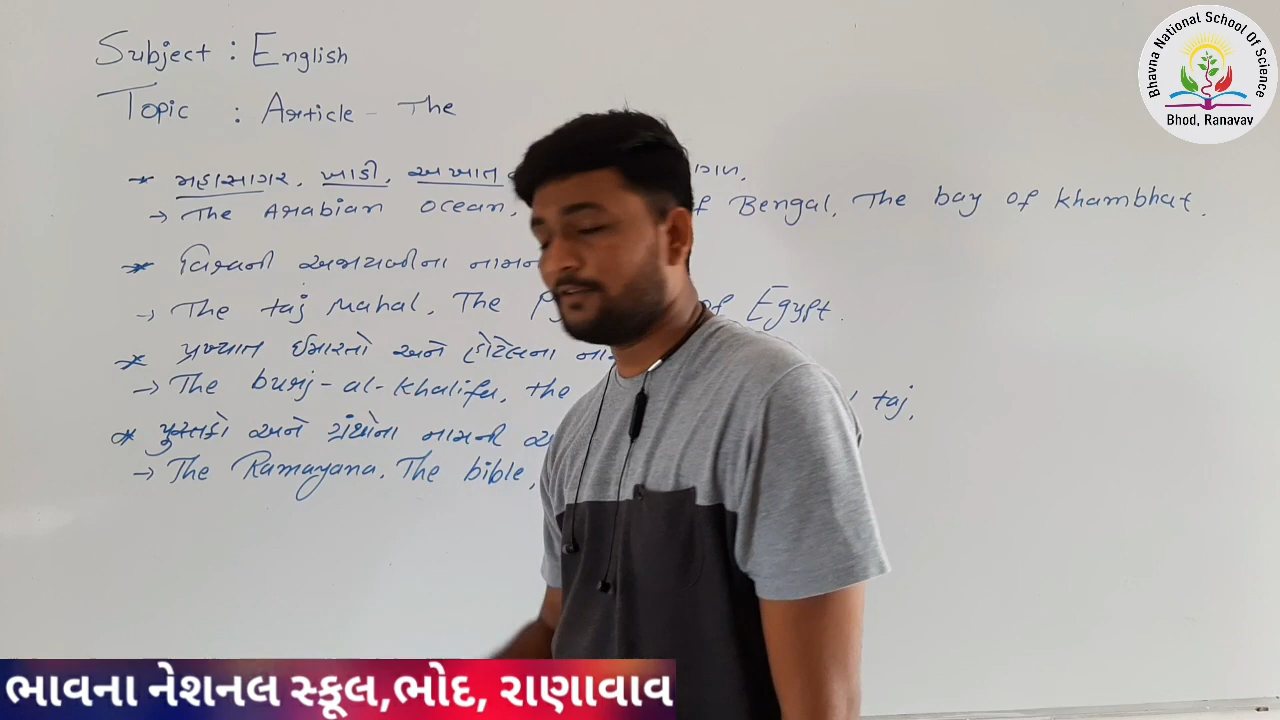 Subject : English
Topic : Article - The
* મહાસાગર, ખાડી, અખાત
→ The Arabian Ocean, of Bengal, The bay of Khambhat.
* વિશ્વની અજાયબીના નામની
→ The taj Mahal, The of Egypt.
* પ્રખ્યાત ઈમારતો અને હોટેલના
→ The burj-al-khalifa, the taj,
* પુસ્તકો અને ગ્રંથોના નામની
→ The Ramayana, The bible,
Bhavna National School Of Science
Bhod, Ranavav
ભાવના નેશનલ સ્કૂલ,ભોદ, રાણાવાવ